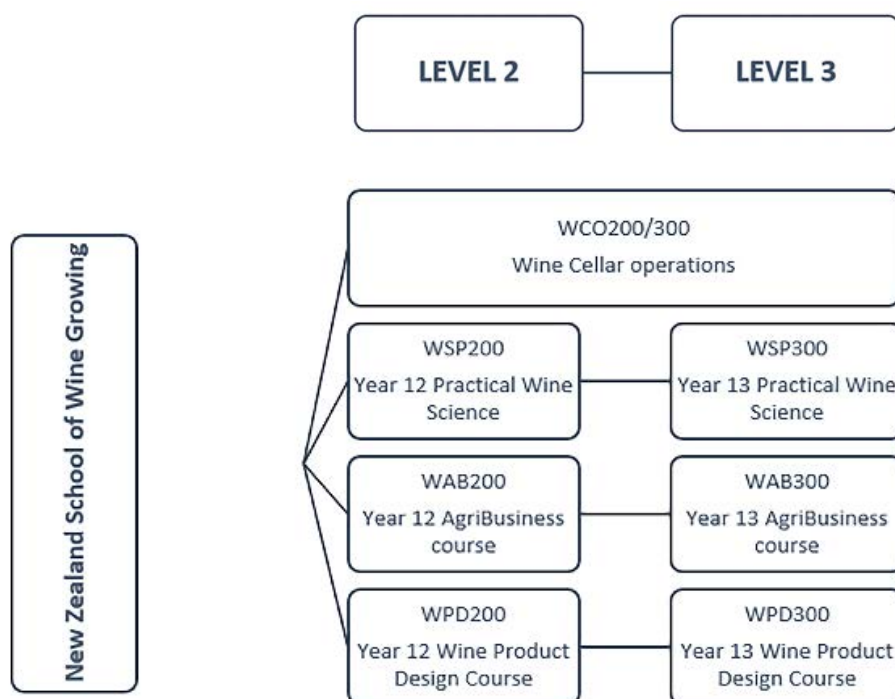 LEVEL 2
LEVEL 3
New Zealand School of Wine Growing
WCO200/300
Wine Cellar operations
WSP200
Year 12 Practical Wine
Science
WSP300
Year 13 Practical Wine
Science
WAB200
Year 12 AgriBusiness
course
WAB300
Year 13 AgriBusiness
course
WPD200
Year 12 Wine Product
Design Course
WPD300
Year 13 Wine Product
Design Course